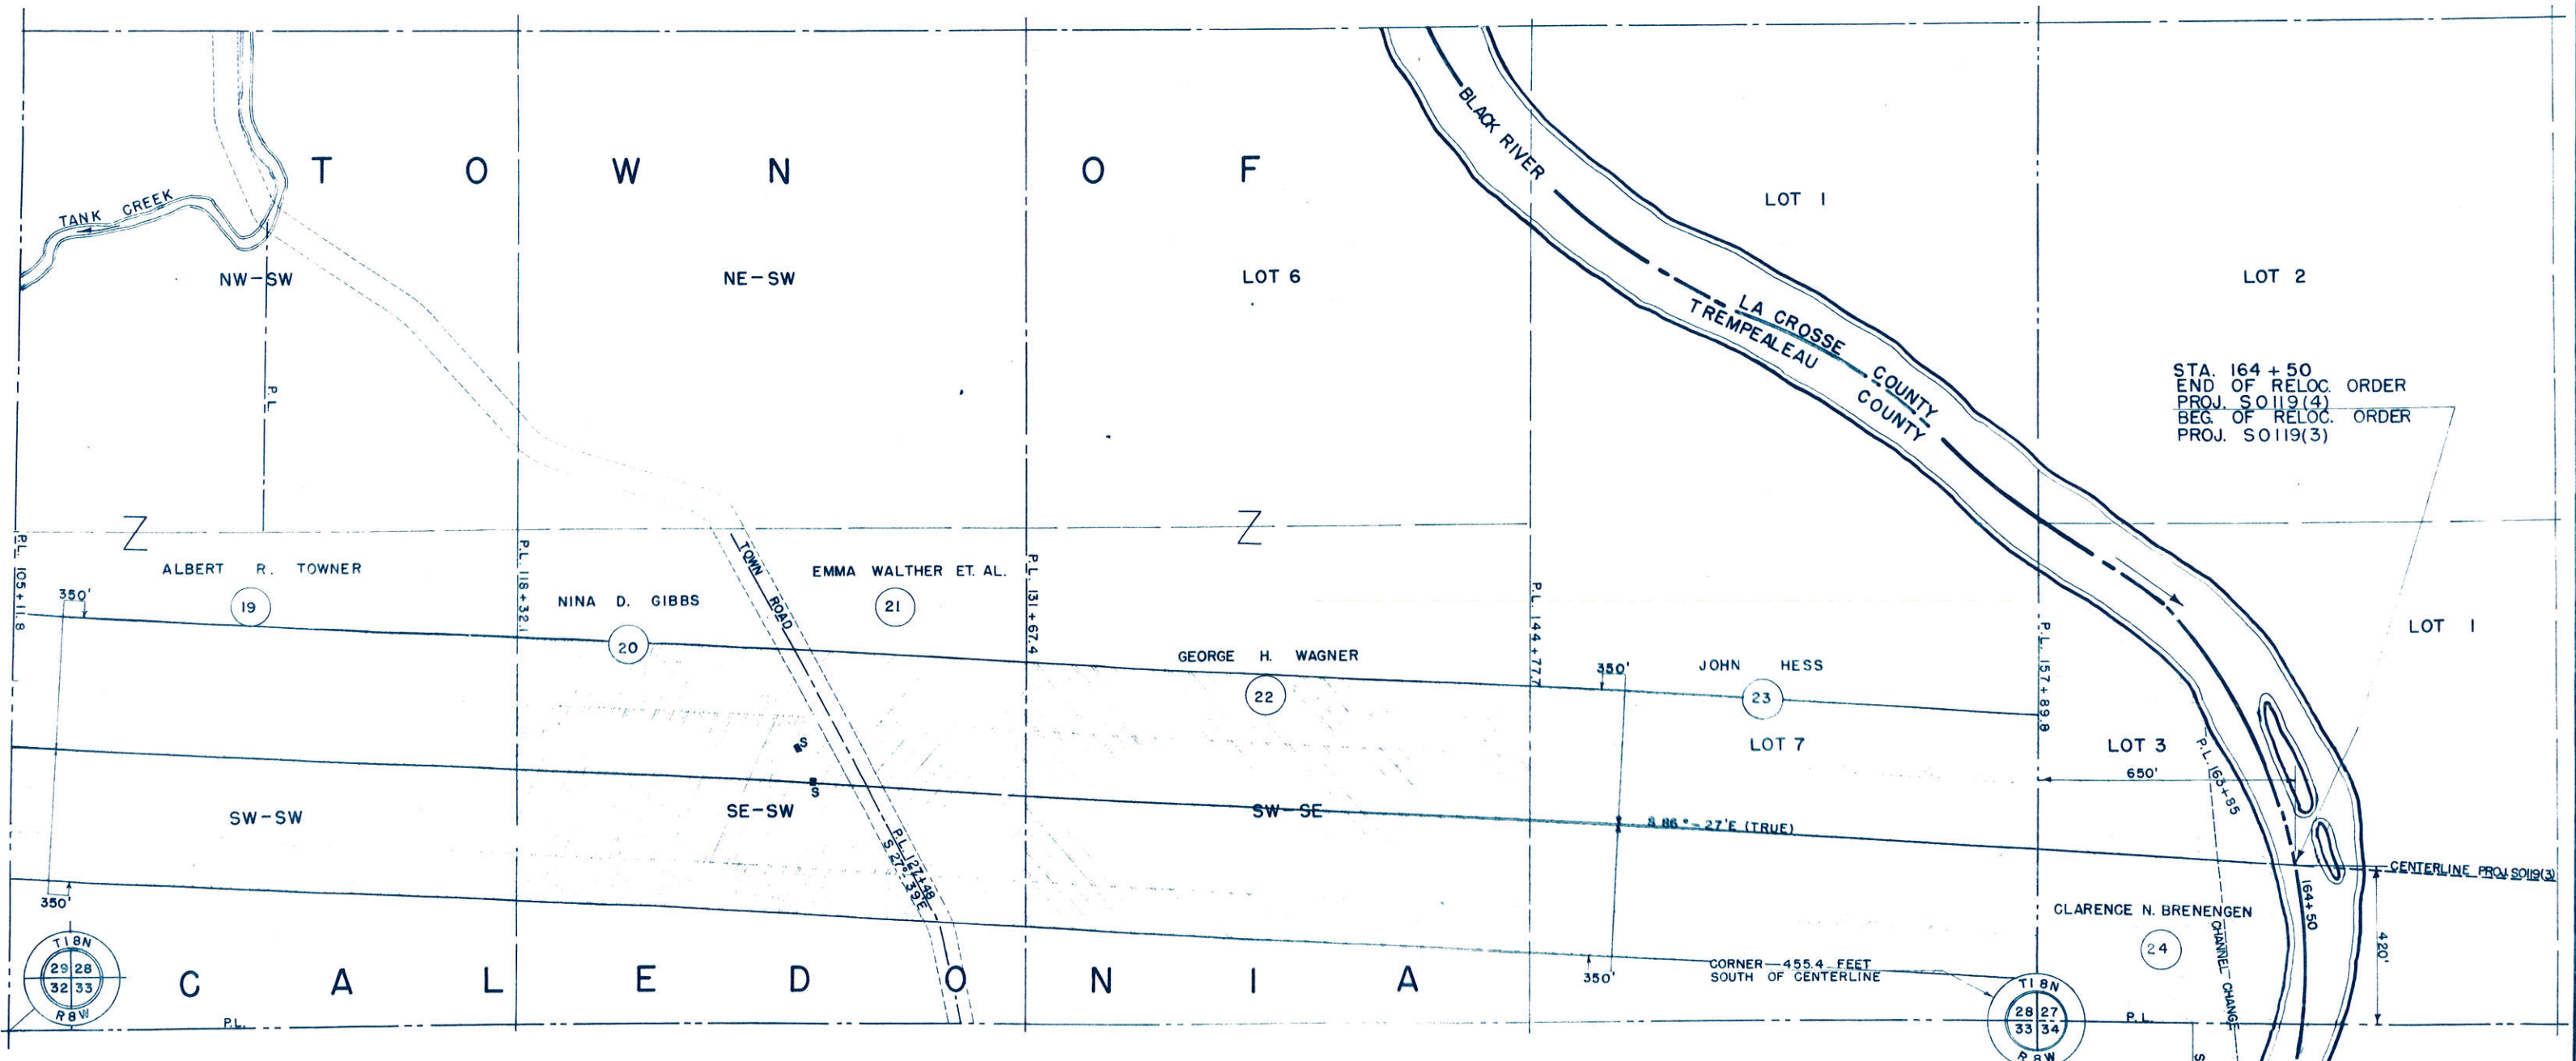 TOWN OF
TANK CREEK
NW-SW
P.L.
NE-SW
LOT 6
BLACK RIVER
LOT 1
LA CROSSE COUNTY
TREMPEALEAU COUNTY
LOT 2
STA. 164 + 50
END OF RELOC. ORDER
PROJ. S0119(4)
BEG. OF RELOC. ORDER
PROJ. S0119(3)
Z
Z
P.L. 105+11.8
ALBERT R. TOWNER
19
350'
P.L. 118+32.1
NINA D. GIBBS
20
TOWN ROAD
EMMA WALTHER ET. AL.
21
P.L. 131+67.4
GEORGE H. WAGNER
22
P.L. 144+77.7
350'
JOHN HESS
23
P.L. 157+89.8
LOT 1
LOT 7
LOT 3
P.L. 163+85
650'
S
S
SW-SW
SE-SW
SW-SE
S 86°-27'E (TRUE)
P.L. 127+48
S 27°-39'E
CENTERLINE PROJ. S0119(3)
164+50
350'
CLARENCE N. BRENENGEN
24
CHANNEL CHANGE
420'
T18N
29 28
32 33
R8W
CALEDONIA
350'
CORNER-455.4 FEET
SOUTH OF CENTERLINE
T18N
28 27
33 34
R8W
P.L.
P.L.
S